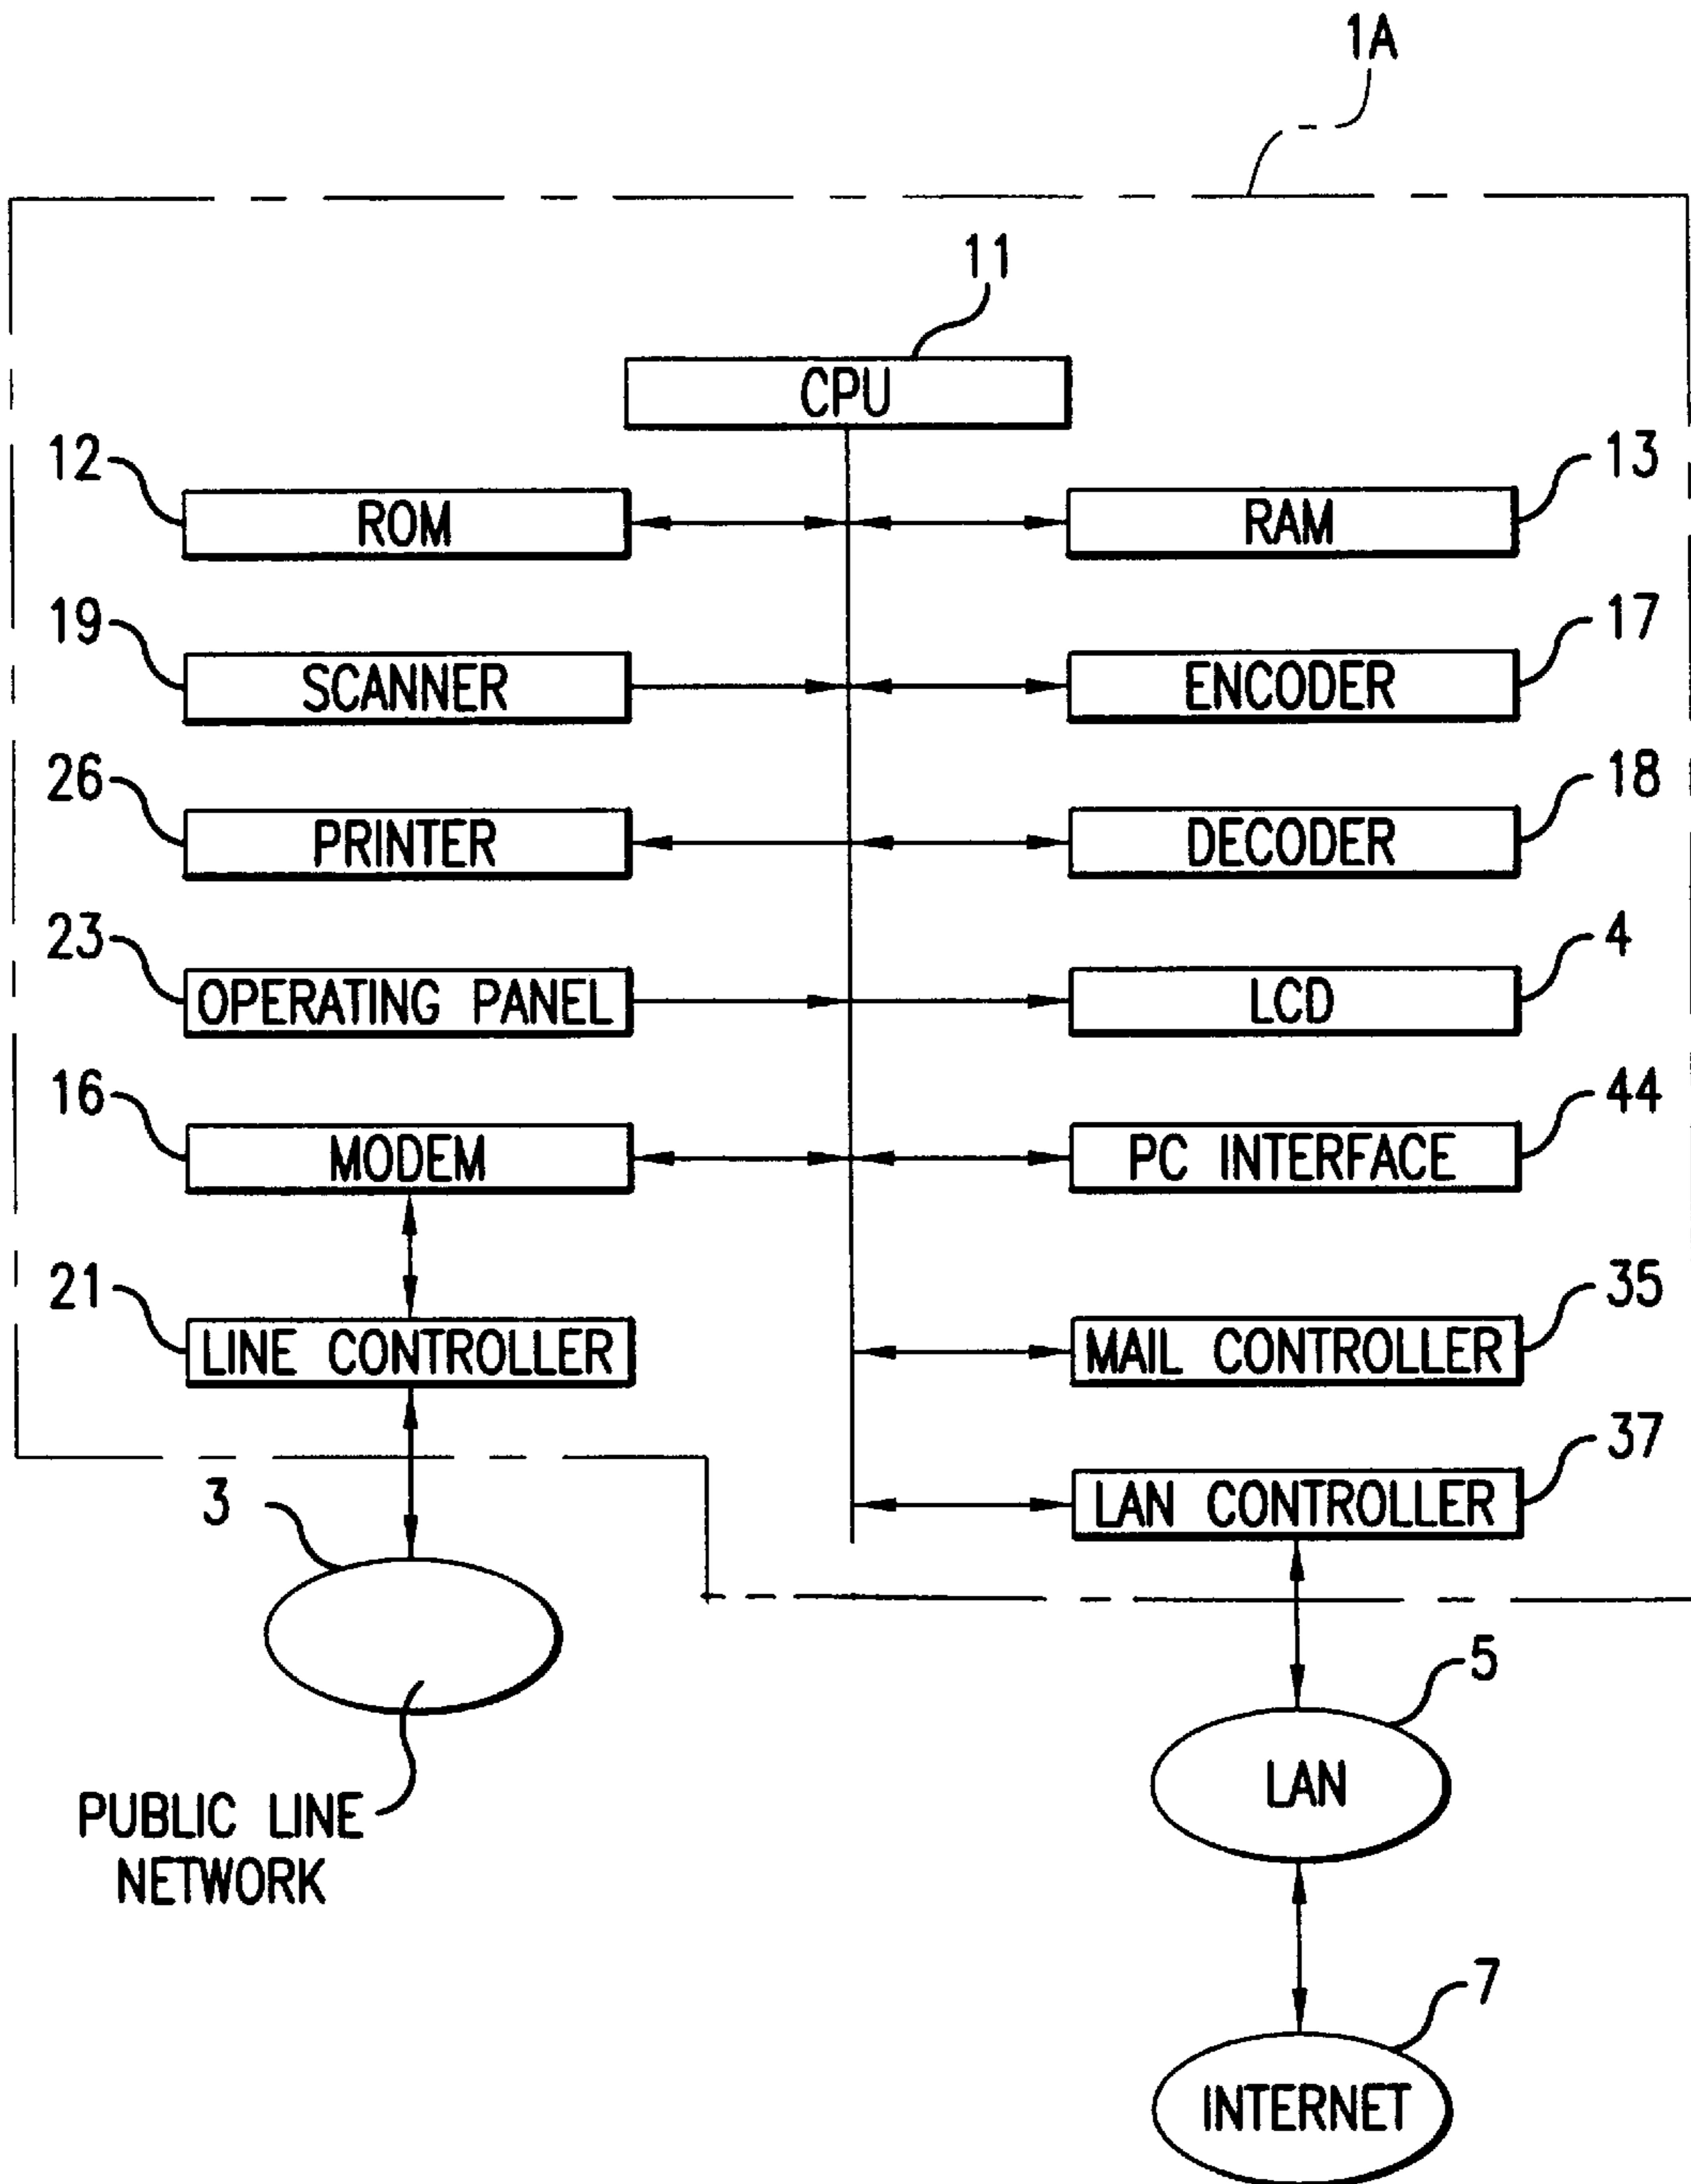 1A
11
CPU
12
ROM
RAM
13
19
SCANNER
ENCODER
17
26
PRINTER
DECODER
18
23
OPERATING PANEL
LCD
4
16
MODEM
PC INTERFACE
44
21
LINE CONTROLLER
MAIL CONTROLLER
35
LAN CONTROLLER
37
3
PUBLIC LINE
NETWORK
5
LAN
7
INTERNET